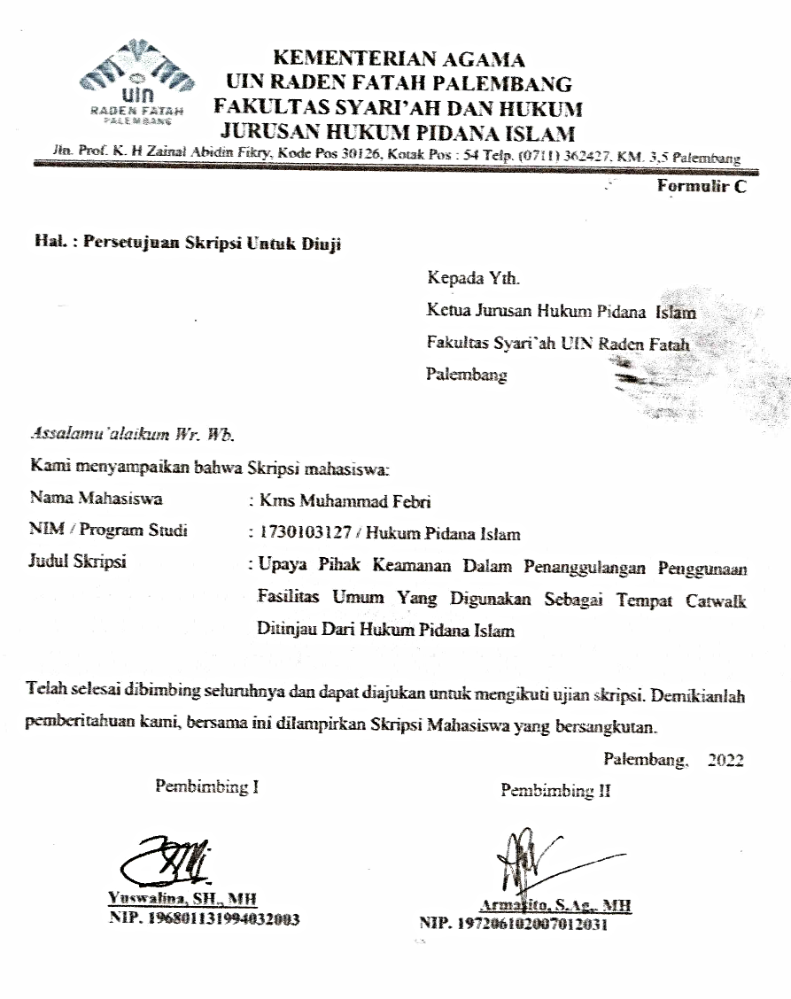 uin
RADEN FATAH
PALEMBANG
KEMENTERIAN AGAMA
UIN RADEN FATAH PALEMBANG
FAKULTAS SYARI'AH DAN HUKUM
JURUSAN HUKUM PIDANA ISLAM
Jln. Prof. K. H Zainal Abidin Fikry, Kode Pos 30126, Kotak Pos : 54 Telp. (0711) 362427, KM. 3,5 Palembang
Formulir C
Hal. : Persetujuan Skripsi Untuk Diuji
Kepada Yth.
Ketua Jurusan Hukum Pidana Islam
Fakultas Syari'ah UIN Raden Fatah
Palembang
Assalamu'alaikum Wr. Wb.
Kami menyampaikan bahwa Skripsi mahasiswa:
Nama Mahasiswa : Kms Muhammad Febri
NIM / Program Studi : 1730103127 / Hukum Pidana Islam
Judul Skripsi : Upaya Pihak Keamanan Dalam Penanggulangan Penggunaan
Fasilitas Umum Yang Digunakan Sebagai Tempat Catwalk
Ditinjau Dari Hukum Pidana Islam
Telah selesai dibimbing seluruhnya dan dapat diajukan untuk mengikuti ujian skripsi. Demikianlah
pemberitahuan kami, bersama ini dilampirkan Skripsi Mahasiswa yang bersangkutan.
Palembang, 2022
Pembimbing I Pembimbing II
Yuswalina, SH., MH Armasito, S.Ag., MH
NIP. 196801131994032003 NIP. 197206102007012031